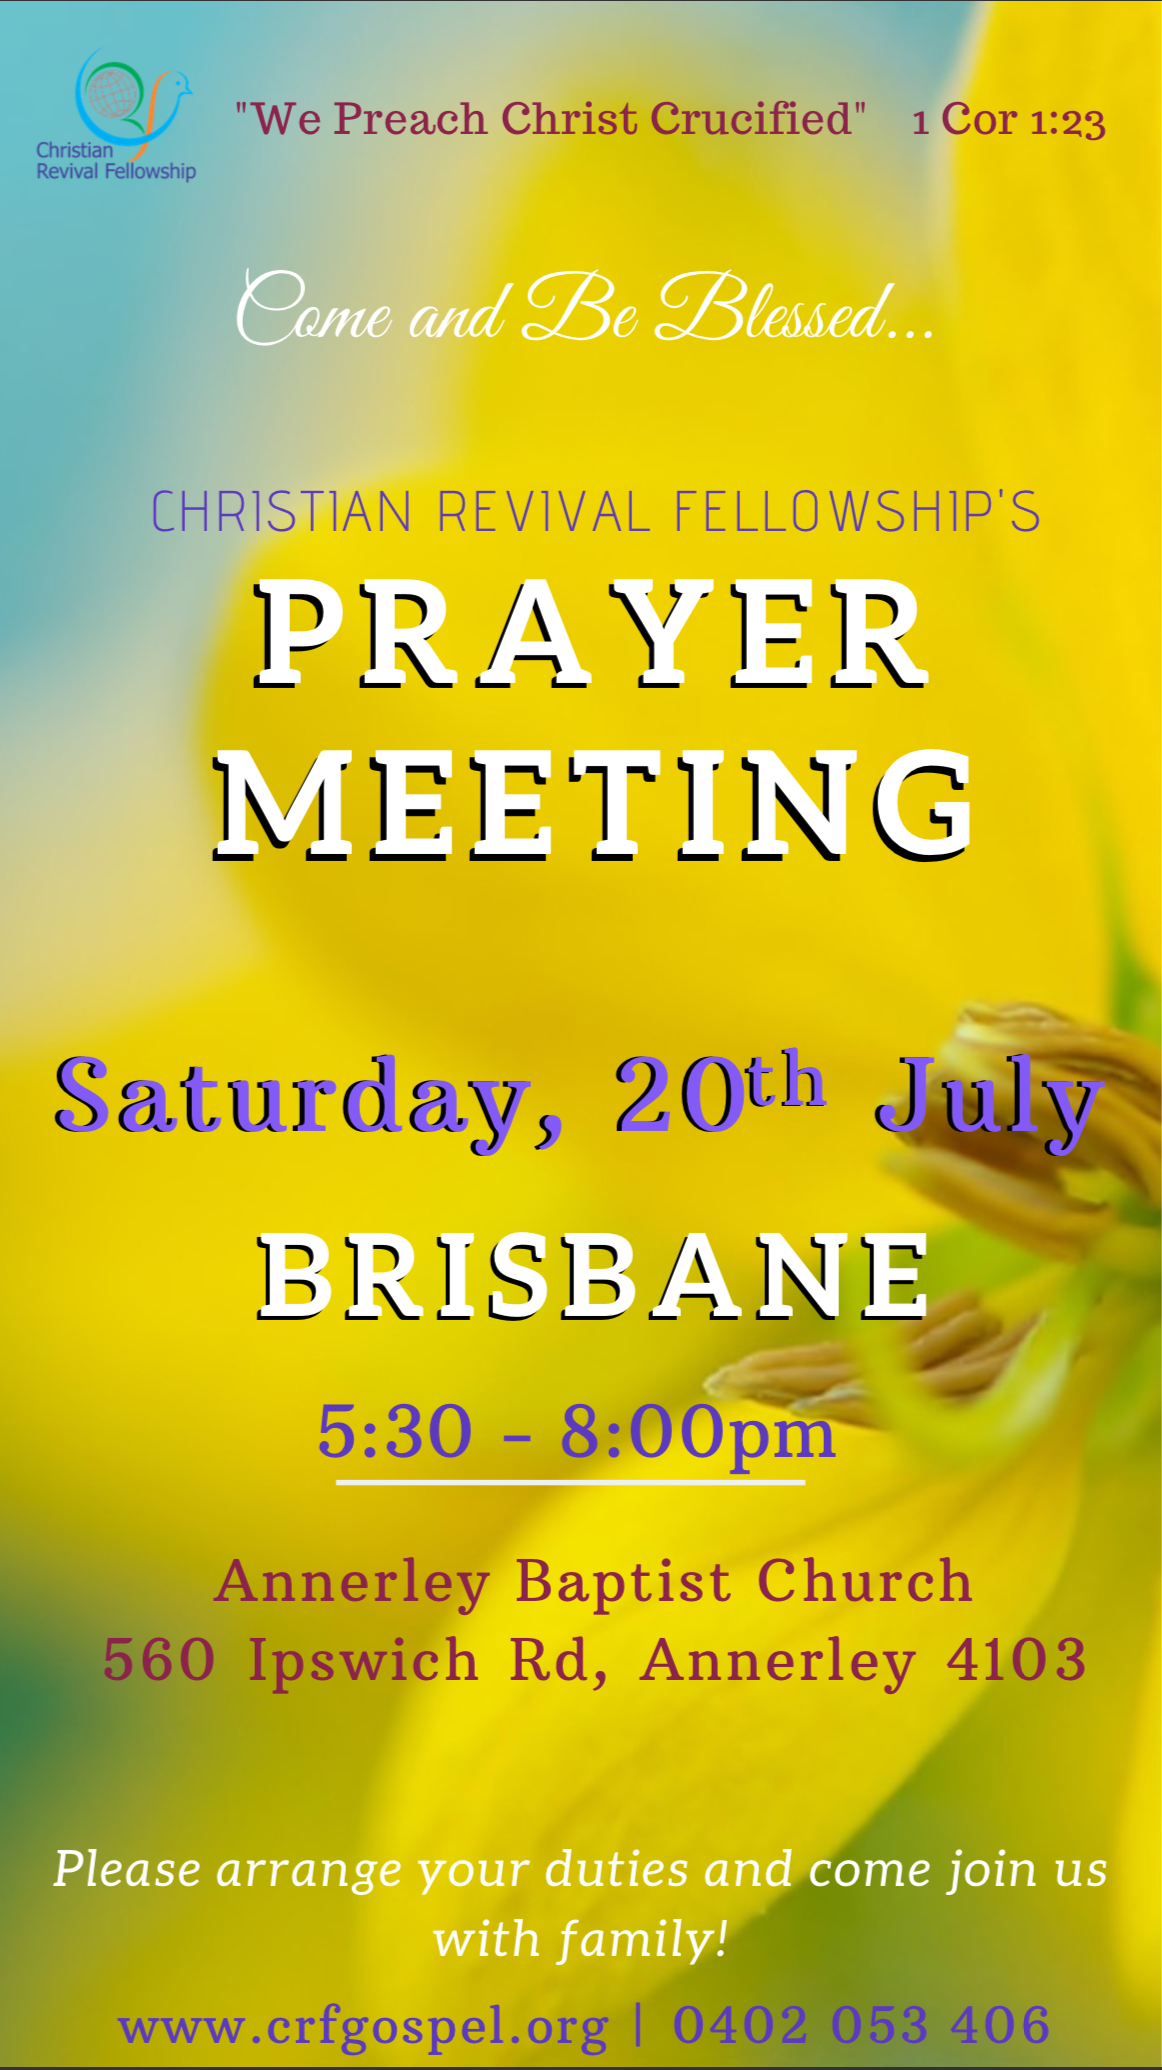 Christian
Revival Fellowship
"We Preach Christ Crucified" 1 Cor 1:23
Come and Be Blessed...
CHRISTIAN REVIVAL FELLOWSHIP'S
PRAYER
MEETING
Saturday, 20th July
BRISBANE
5:30 - 8:00pm
Annerley Baptist Church
560 Ipswich Rd, Annerley 4103
Please arrange your duties and come join us
with family!
www.crfgospel.org | 0402 053 406